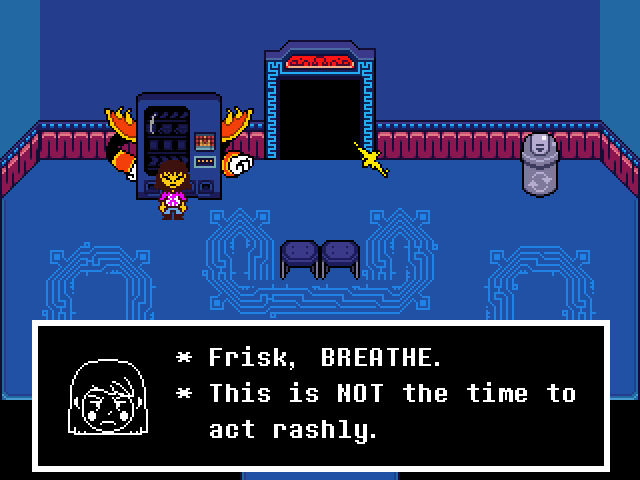 * Frisk, BREATHE.
* This is NOT the time to
act rashly.